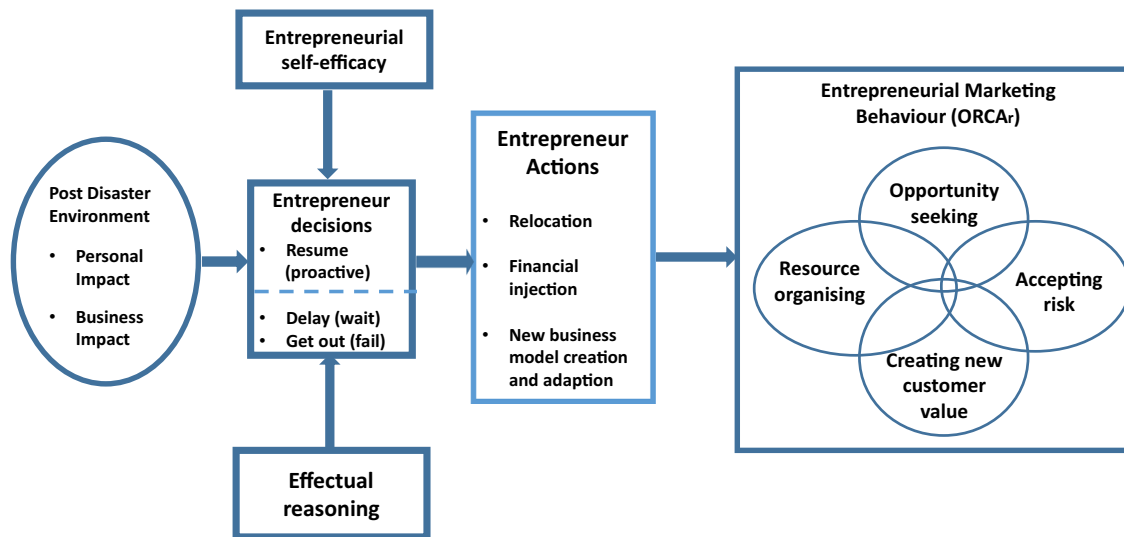 Entrepreneurial
self-efficacy
Post Disaster
Environment
• Personal
Impact
• Business
Impact
Entrepreneur
decisions
• Resume
(proactive)
• Delay (wait)
• Get out (fail)
Effectual
reasoning
Entrepreneur
Actions
• Relocation
• Financial
injection
• New business
model creation
and adaption
Entrepreneurial Marketing
Behaviour (ORCAr)
Opportunity
seeking
Resource
organising
Accepting
risk
Creating new
customer
value